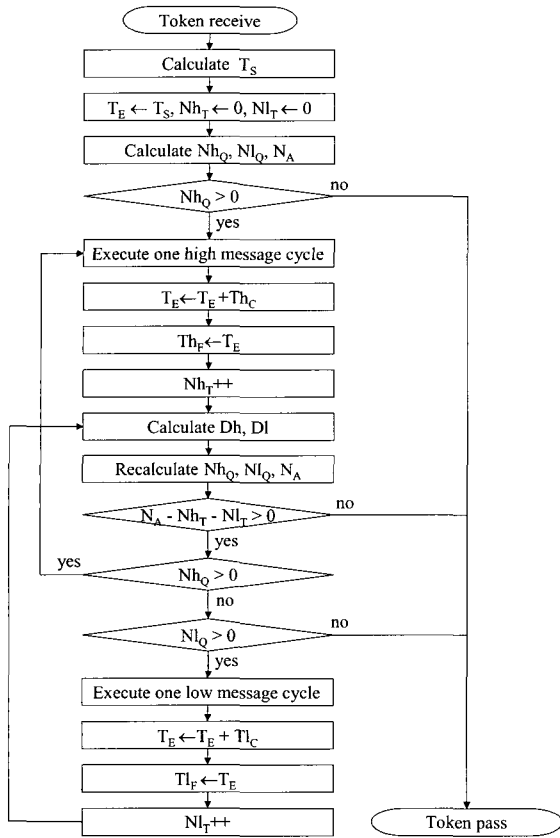 Token receive
Calculate T_S
T_E ← T_S, Nh_T ← 0, Nl_T ← 0
Calculate Nh_Q, Nl_Q, N_A
Nh_Q > 0
no
yes
Execute one high message cycle
T_E ← T_E + Th_C
Th_F ← T_E
Nh_T++
Calculate Dh, Dl
Recalculate Nh_Q, Nl_Q, N_A
N_A - Nh_T - Nl_T > 0
no
yes
yes
Nh_Q > 0
no
Nl_Q > 0
no
yes
Execute one low message cycle
T_E ← T_E + Tl_C
Tl_F ← T_E
Nl_T++
Token pass